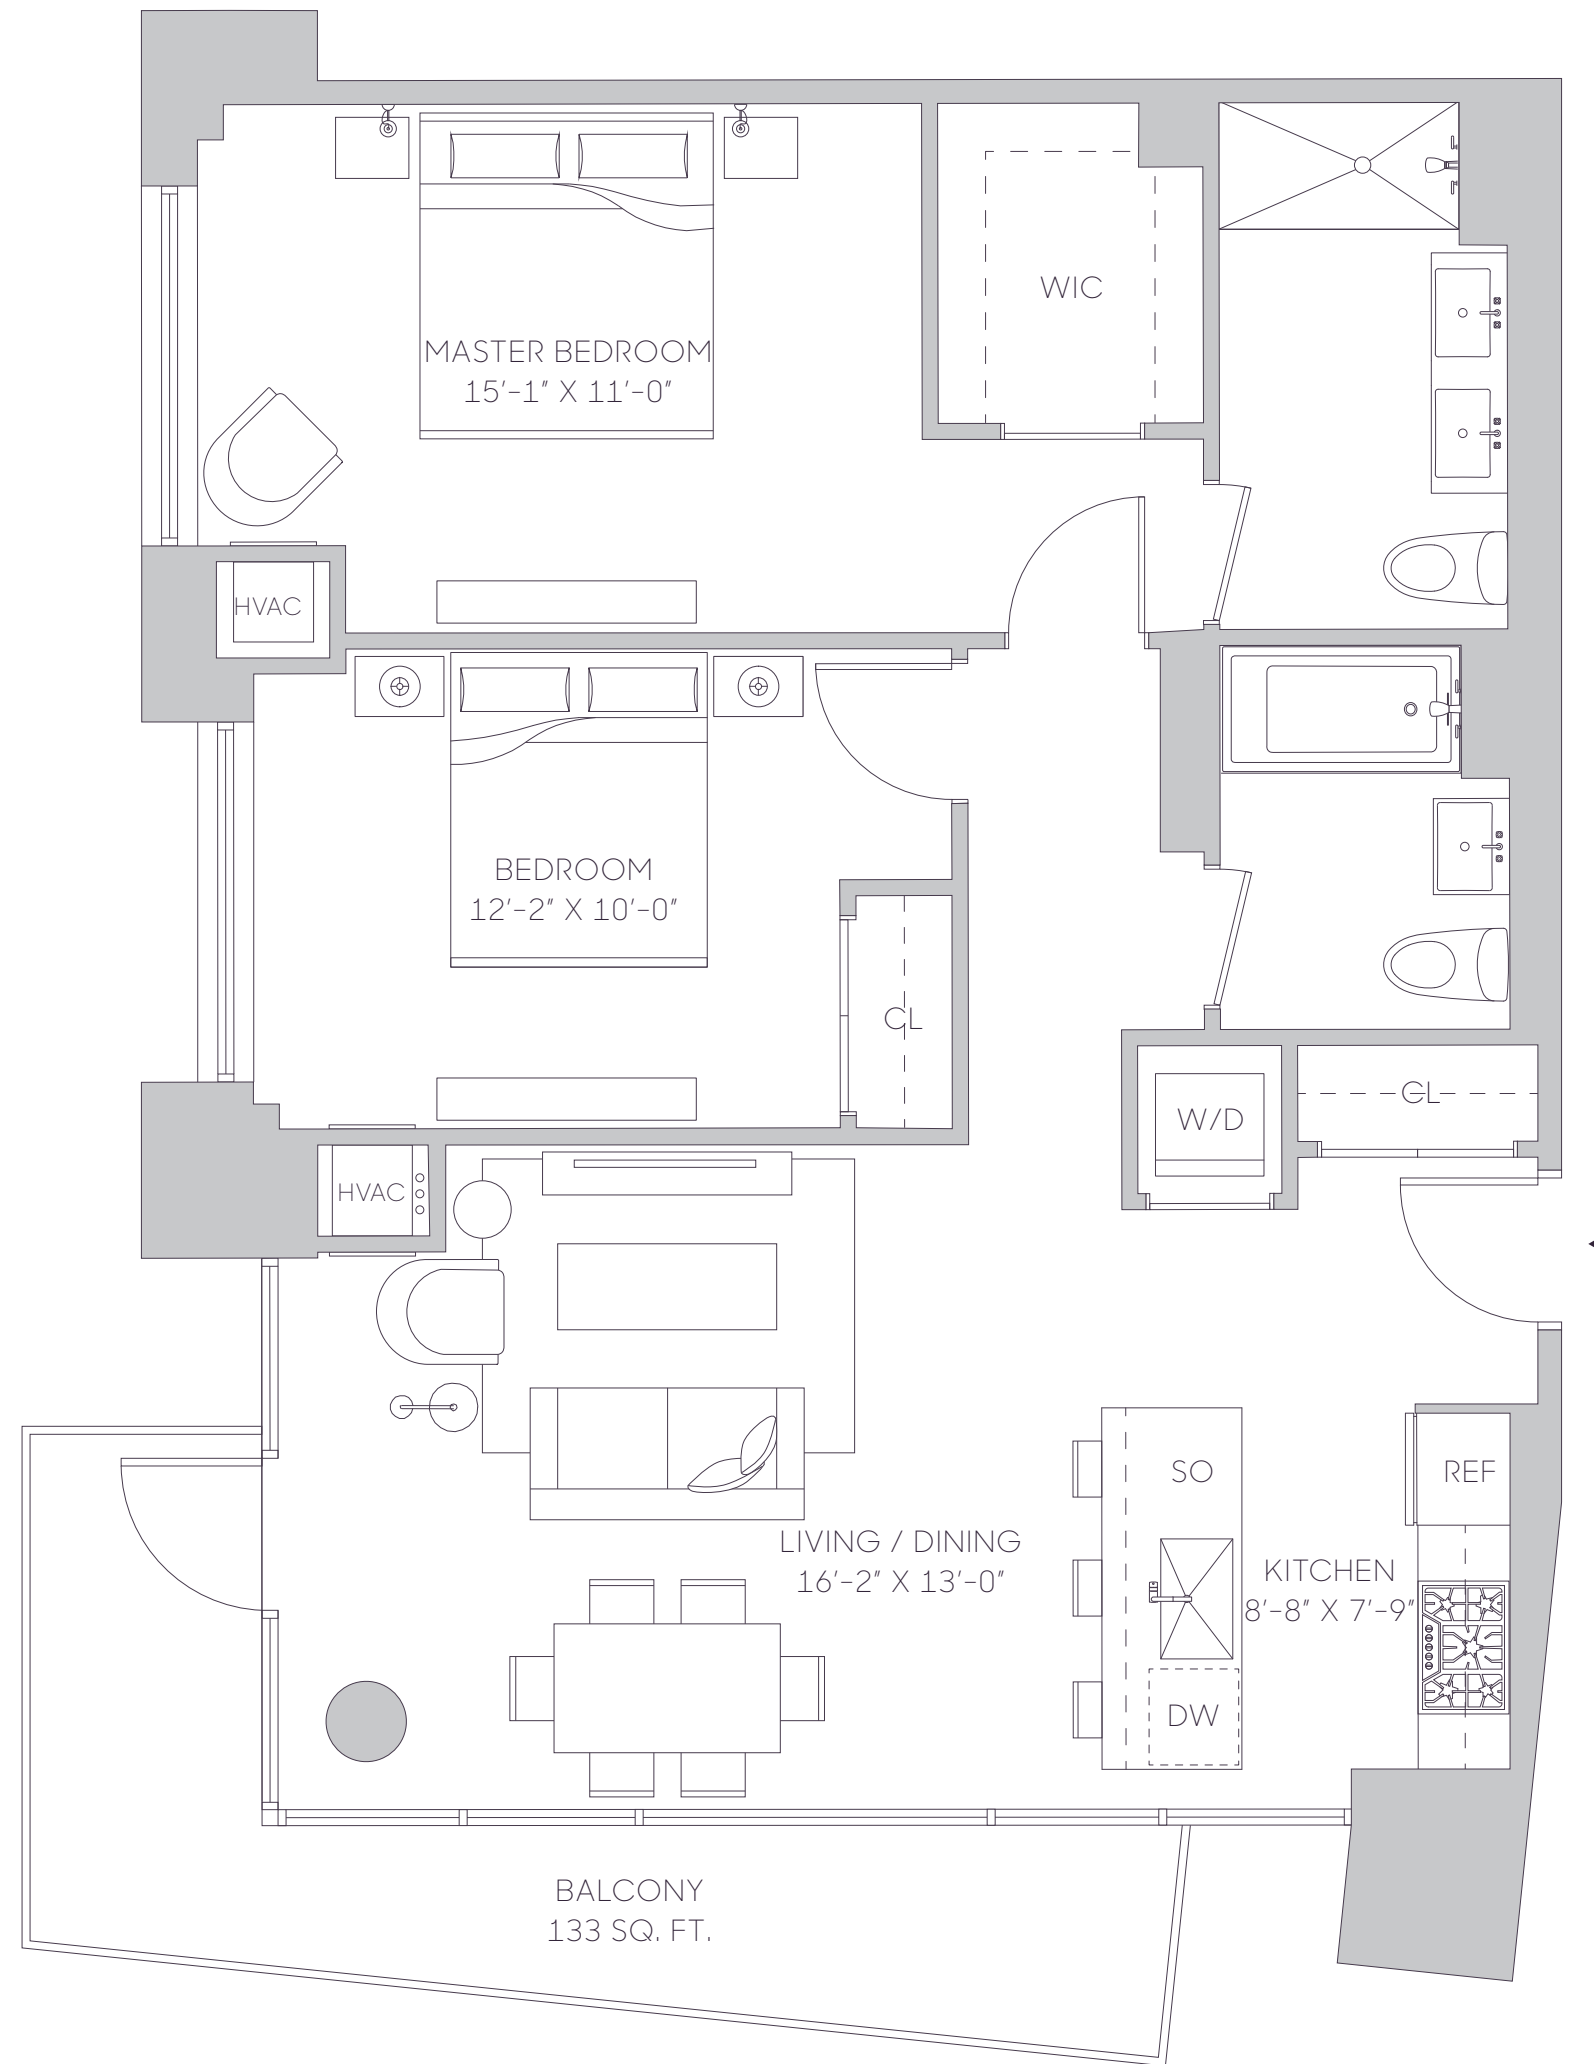 WIC
MASTER BEDROOM
15'-1" X 11'-0"
HVAC
BEDROOM
12'-2" X 10'-0"
CL
CL
W/D
HVAC
SO
REF
LIVING / DINING
16'-2" X 13'-0"
KITCHEN
8'-8" X 7'-9"
DW
BALCONY
133 SQ. FT.